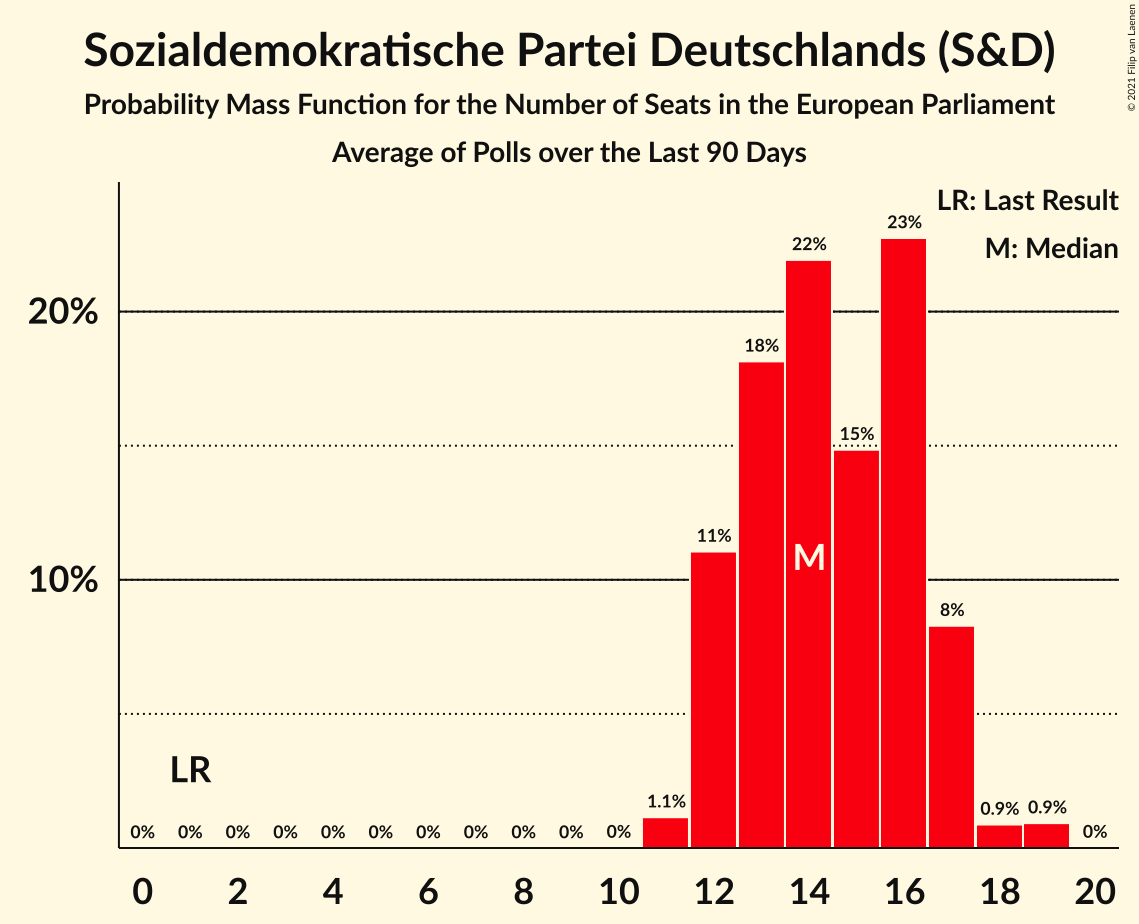 Sozialdemokratische Partei Deutschlands (S&D)
Probability Mass Function for the Number of Seats in the European Parliament
Average of Polls over the Last 90 Days
© 2021 Filip van Laenen
LR: Last Result
M: Median
20%
10%
0% 0% 0% 0% 0% 0% 0% 0% 0% 0% 0% 1.1% 11% 18% 22% 15% 23% 8% 0.9% 0.9% 0%
LR
M
0 2 4 6 8 10 12 14 16 18 20